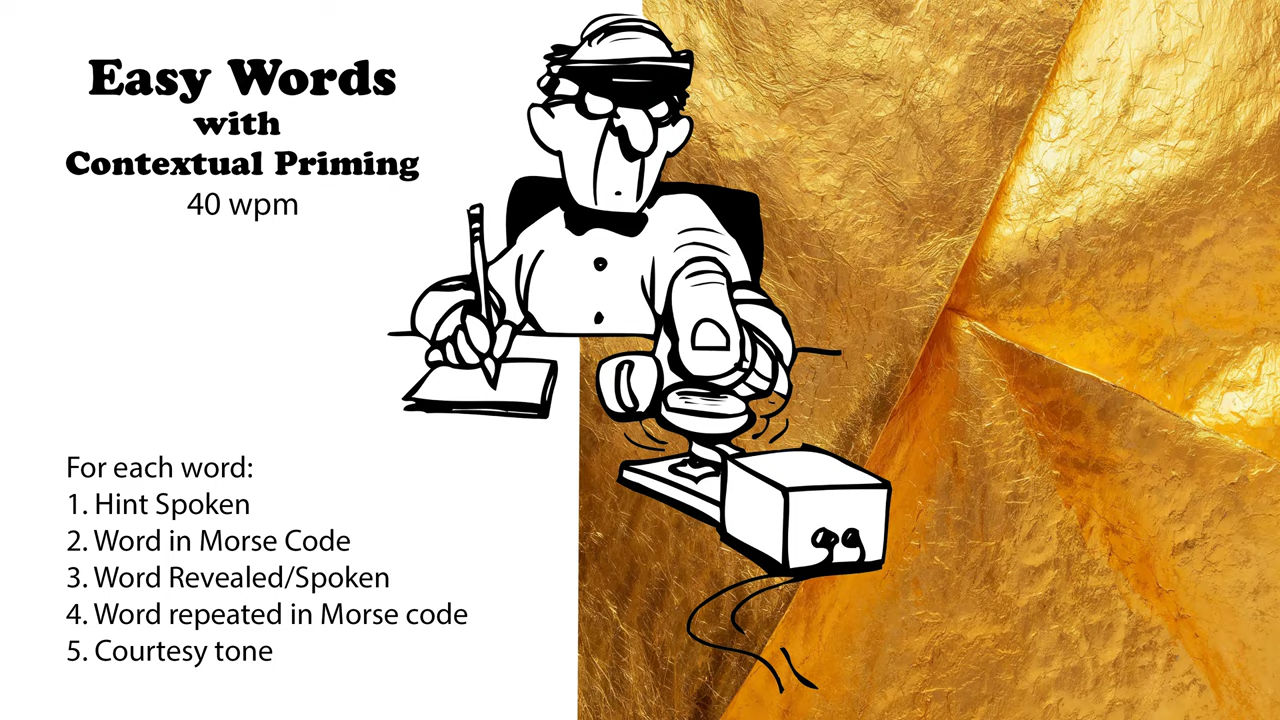 Easy Words
with
Contextual Priming
40 wpm
For each word:
1. Hint Spoken
2. Word in Morse Code
3. Word Revealed/Spoken
4. Word repeated in Morse code
5. Courtesy tone